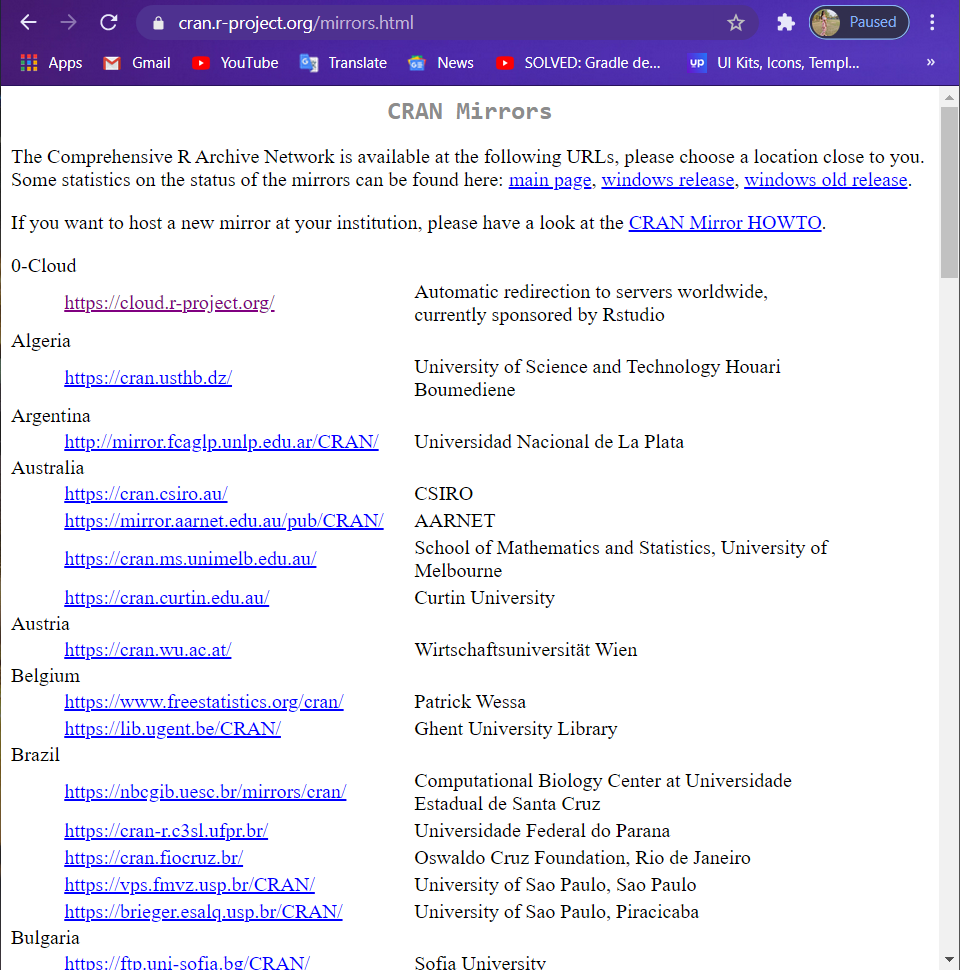 cran.r-project.org/mirrors.html
Paused
Apps
Gmail
YouTube
Translate
News
SOLVED: Gradle de...
up
UI Kits, Icons, Templ...
»
CRAN Mirrors
The Comprehensive R Archive Network is available at the following URLs, please choose a location close to you.
Some statistics on the status of the mirrors can be found here: main page, windows release, windows old release.
If you want to host a new mirror at your institution, please have a look at the CRAN Mirror HOWTO.
0-Cloud
https://cloud.r-project.org/
Automatic redirection to servers worldwide,
currently sponsored by Rstudio
Algeria
https://cran.usthb.dz/
University of Science and Technology Houari
Boumediene
Argentina
http://mirror.fcaglp.unlp.edu.ar/CRAN/
Universidad Nacional de La Plata
Australia
https://cran.csiro.au/
CSIRO
https://mirror.aarnet.edu.au/pub/CRAN/
AARNET
https://cran.ms.unimelb.edu.au/
School of Mathematics and Statistics, University of
Melbourne
https://cran.curtin.edu.au/
Curtin University
Austria
https://cran.wu.ac.at/
Wirtschaftsuniversität Wien
Belgium
https://www.freestatistics.org/cran/
Patrick Wessa
https://lib.ugent.be/CRAN/
Ghent University Library
Brazil
https://nbcgib.uesc.br/mirrors/cran/
Computational Biology Center at Universidade
Estadual de Santa Cruz
https://cran-r.c3sl.ufpr.br/
Universidade Federal do Parana
https://cran.fiocruz.br/
Oswaldo Cruz Foundation, Rio de Janeiro
https://vps.fmvz.usp.br/CRAN/
University of Sao Paulo, Sao Paulo
https://brieger.esalq.usp.br/CRAN/
University of Sao Paulo, Piracicaba
Bulgaria
https://ftp.uni-sofia.bg/CRAN/
Sofia University